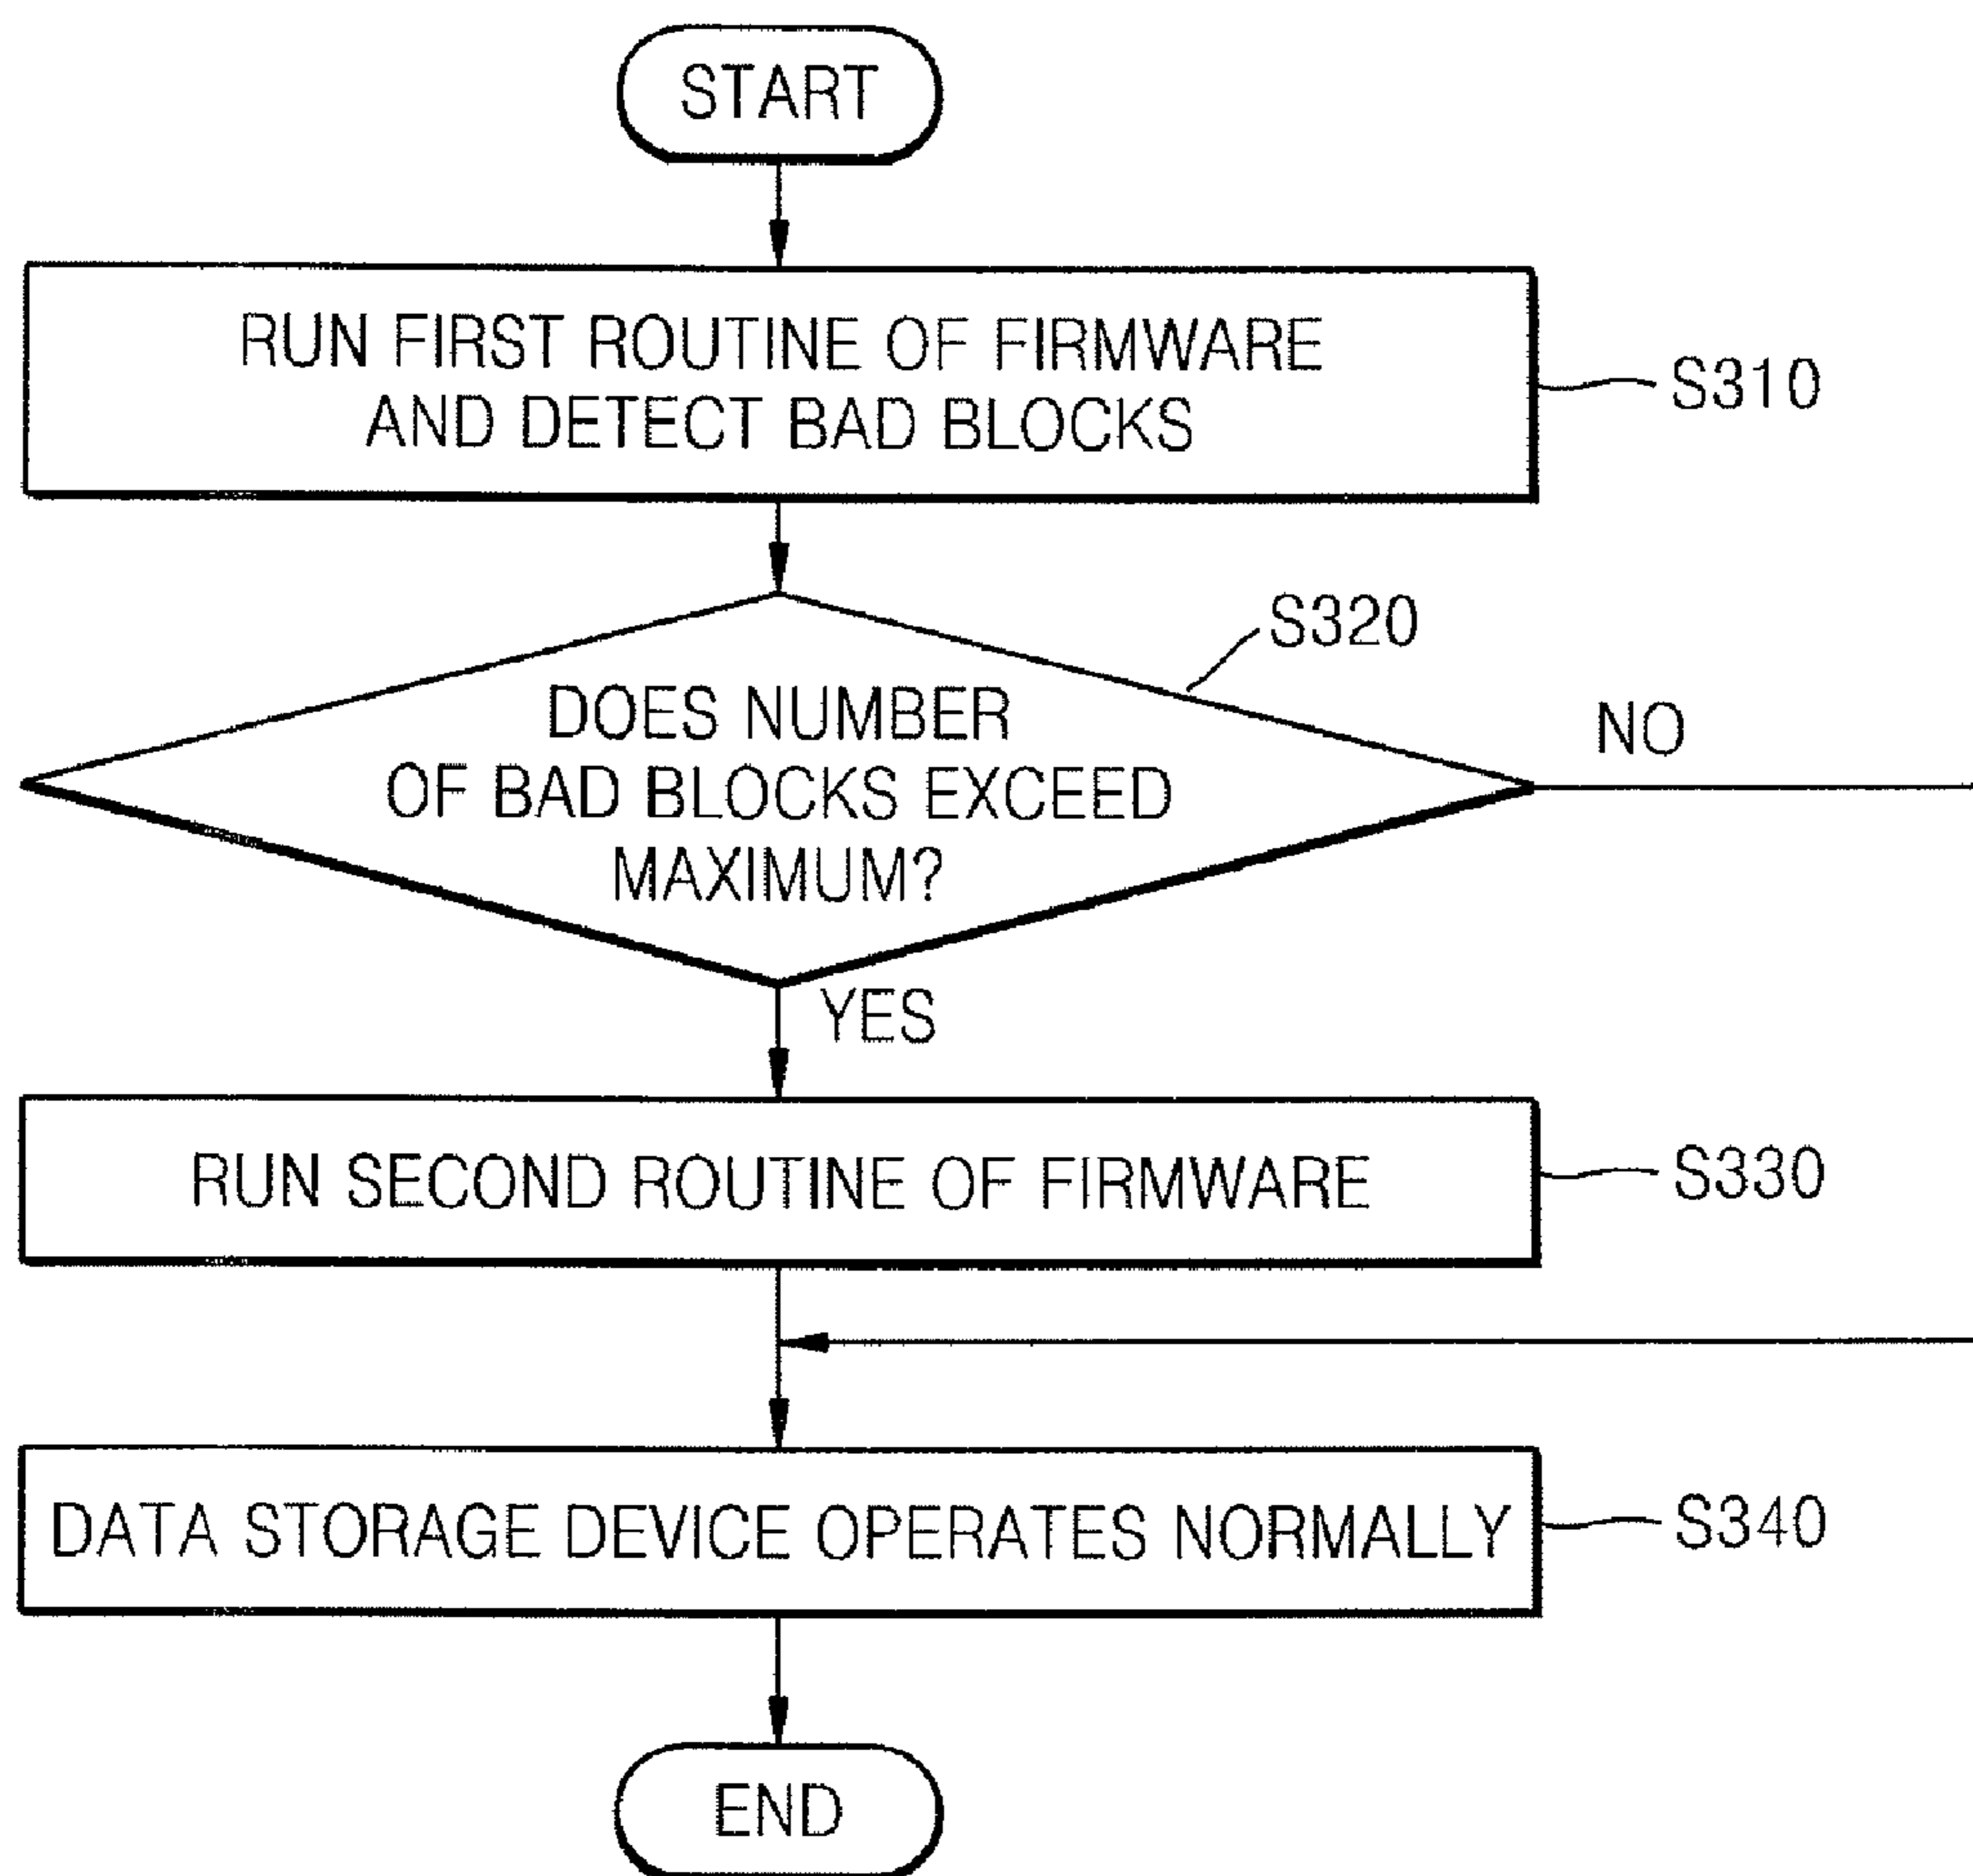 START
RUN FIRST ROUTINE OF FIRMWARE
AND DETECT BAD BLOCKS
S310
S320
DOES NUMBER
OF BAD BLOCKS EXCEED
MAXIMUM?
NO
YES
RUN SECOND ROUTINE OF FIRMWARE
S330
DATA STORAGE DEVICE OPERATES NORMALLY
S340
END